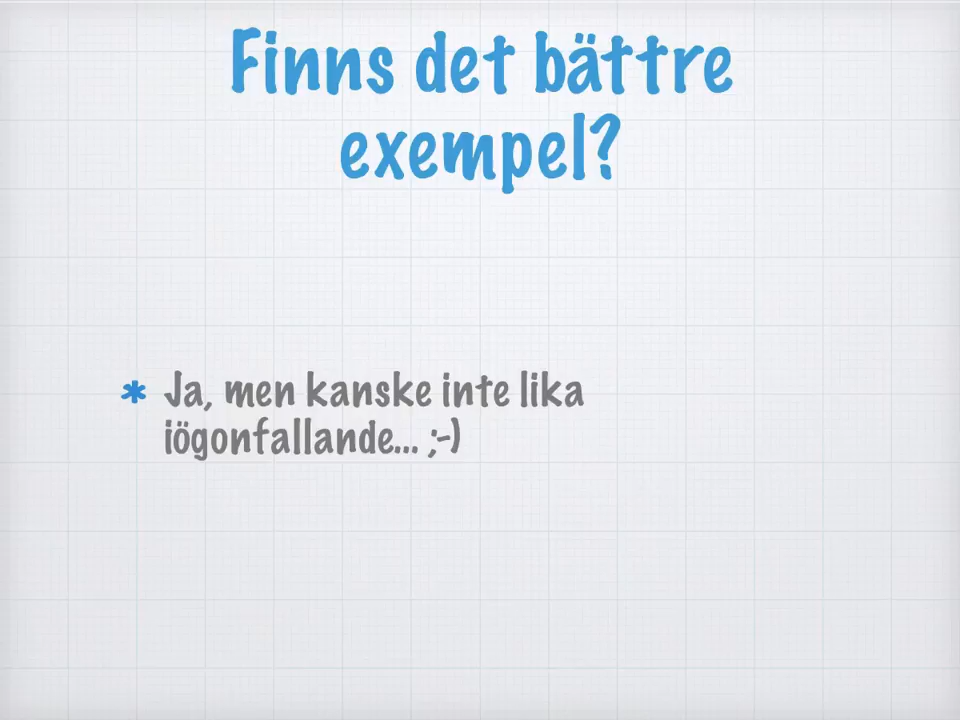 Finns det bättre
exempel?
* Ja, men kanske inte lika
iögonfallande... ;-)